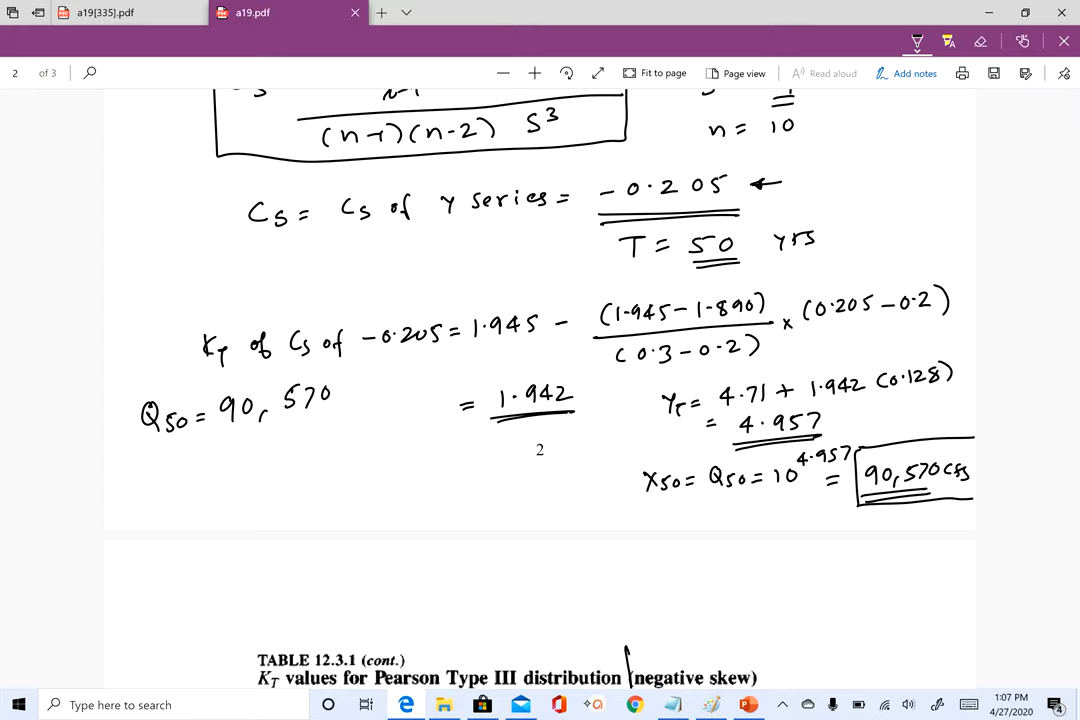 a19[335].pdf
a19.pdf
2 of 3
Fit to page
Page view
Read aloud
Add notes
(n-1)(n-2) S³
n = 10
Cs = Cs of Y series = -0.205 ←
T = 50 yrs
KT of Cs of -0.205 = 1.945 - (1.945-1.890) / (0.3-0.2) × (0.205-0.2)
Q50 = 90,570
= 1.942
YT = 4.71 + 1.942 (0.128)
= 4.957
2
X50 = Q50 = 10^4.957 = 90,570 cfs
TABLE 12.3.1 (cont.)
KT values for Pearson Type III distribution (negative skew)
Type here to search
1:07 PM
4/27/2020
4